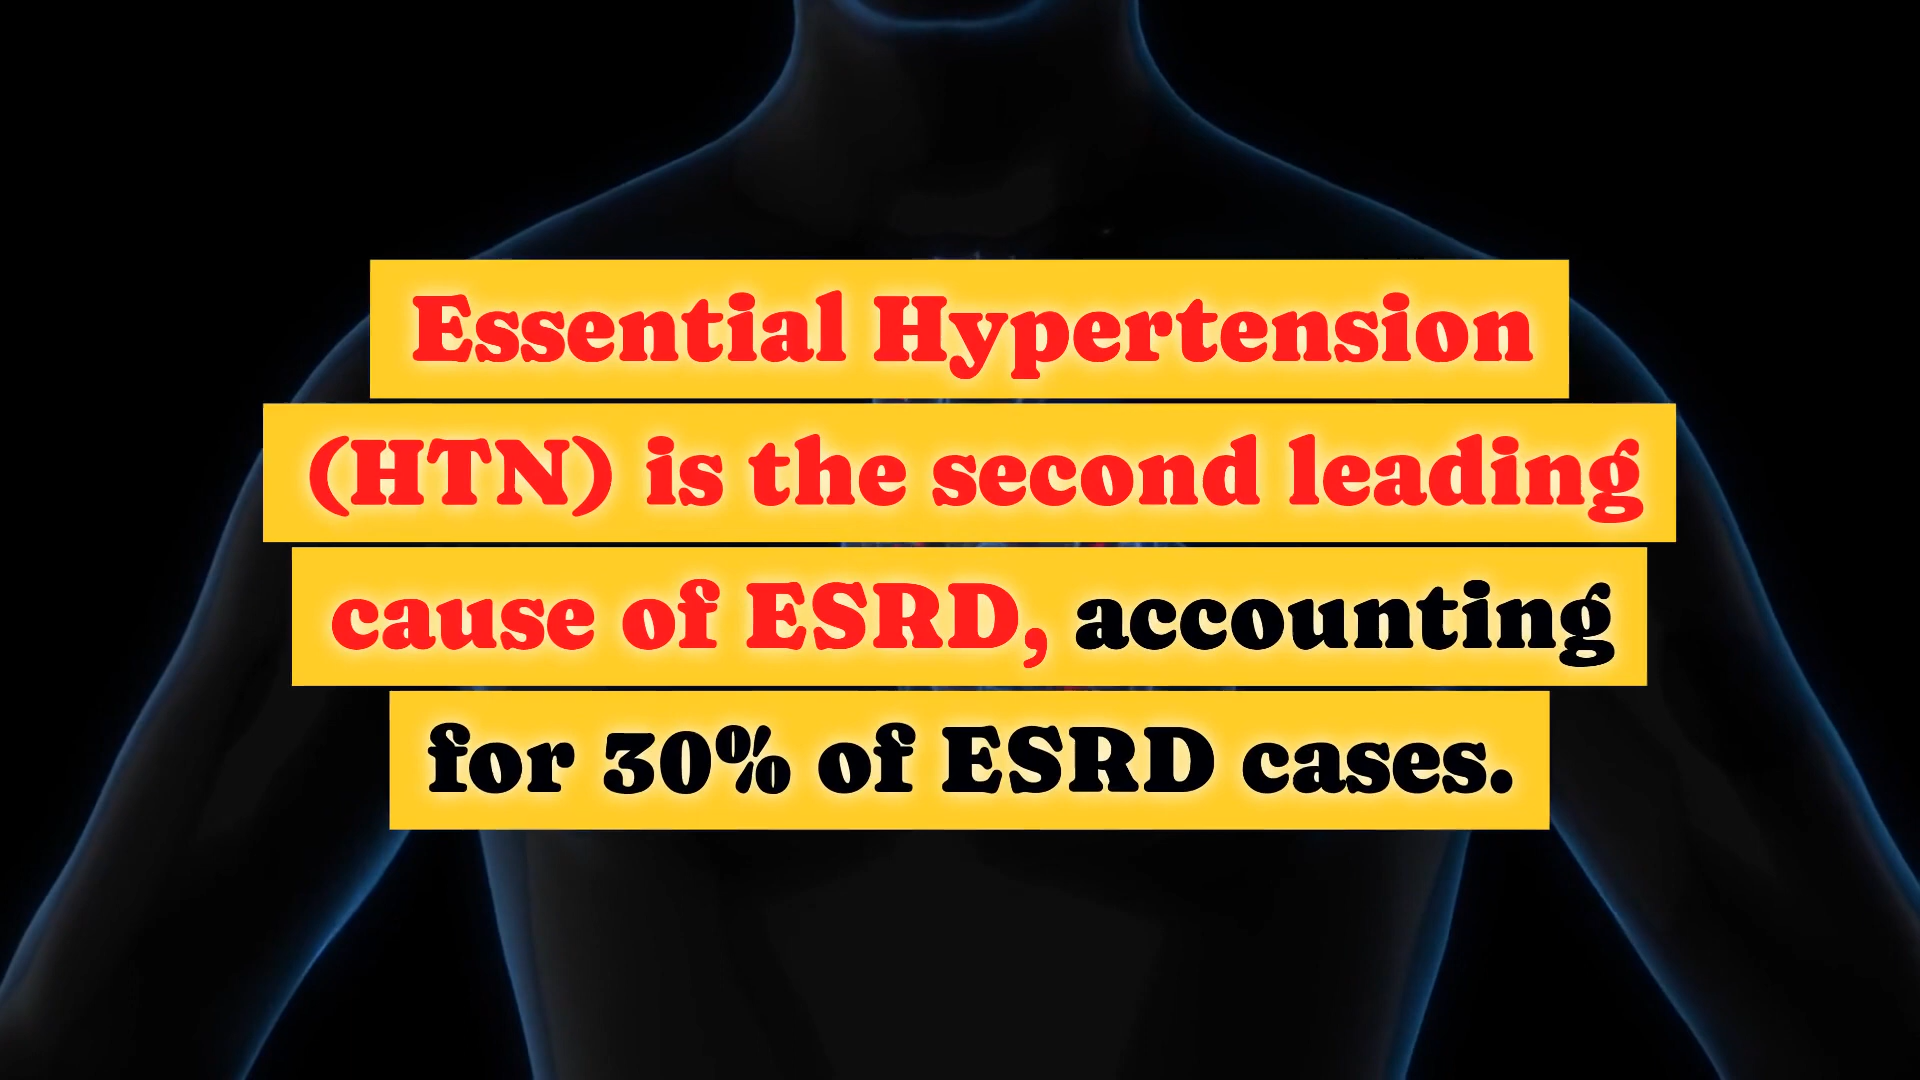 Essential Hypertension
(HTN) is the second leading
cause of ESRD, accounting
for 30% of ESRD cases.